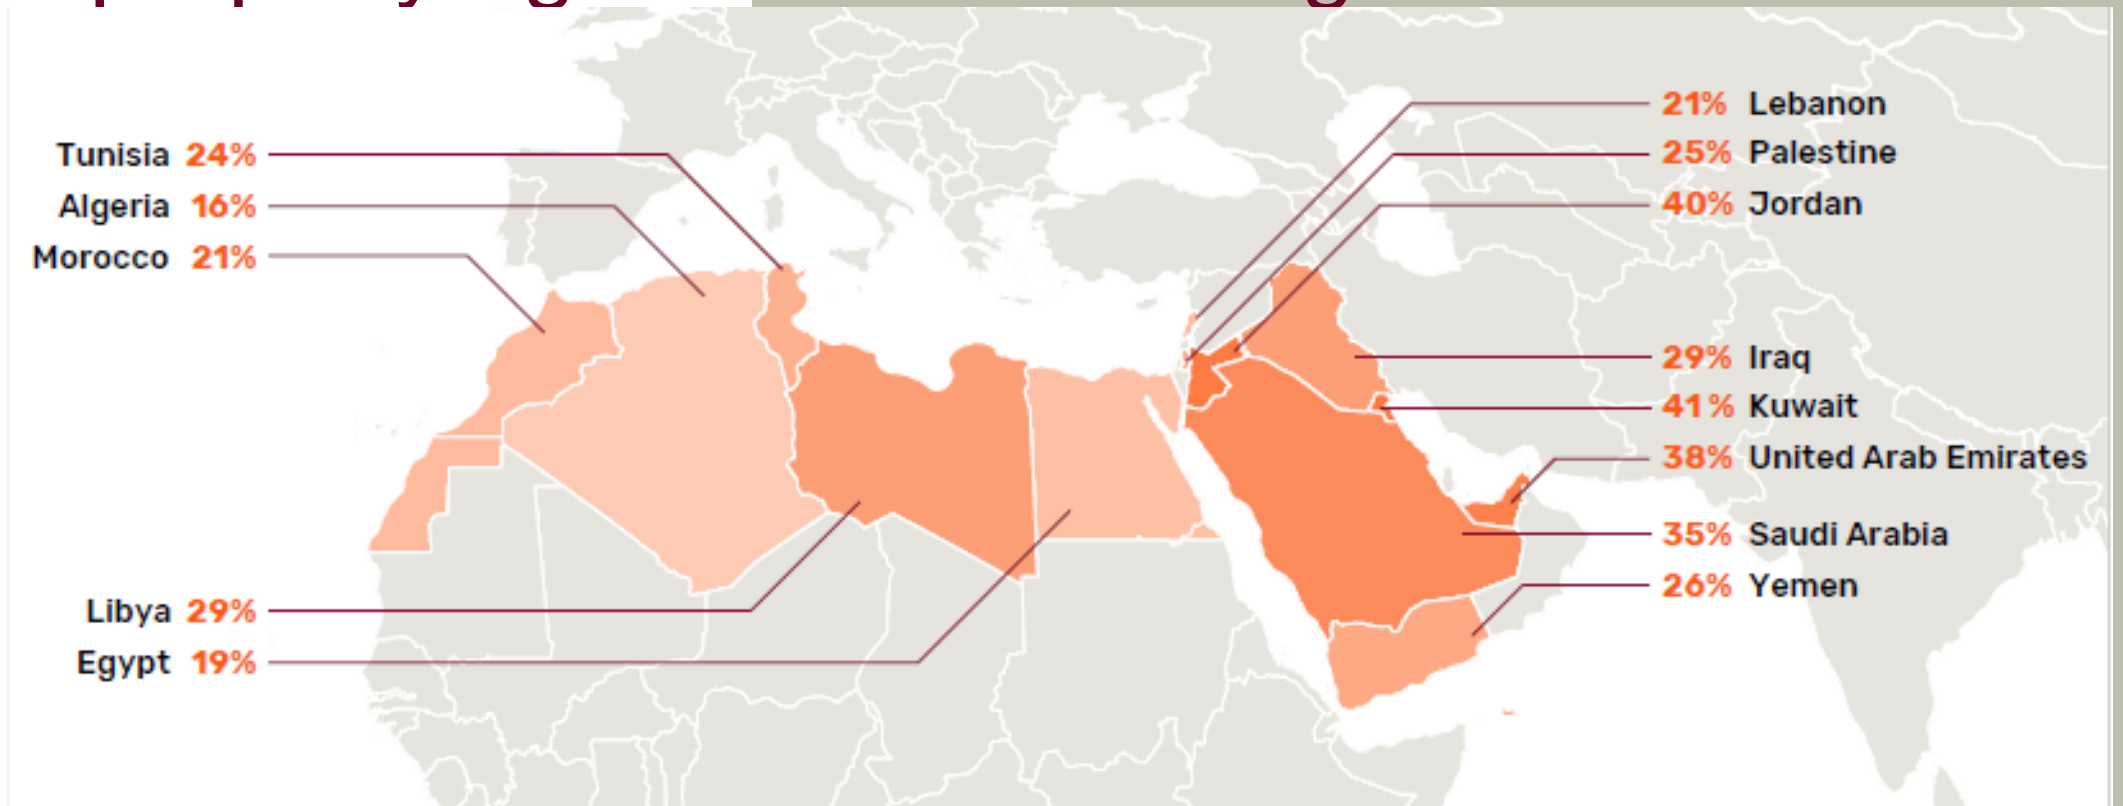 Tunisia 24%
Algeria 16%
Morocco 21%
Libya 29%
Egypt 19%
21% Lebanon
25% Palestine
40% Jordan
29% Iraq
41% Kuwait
38% United Arab Emirates
35% Saudi Arabia
26% Yemen